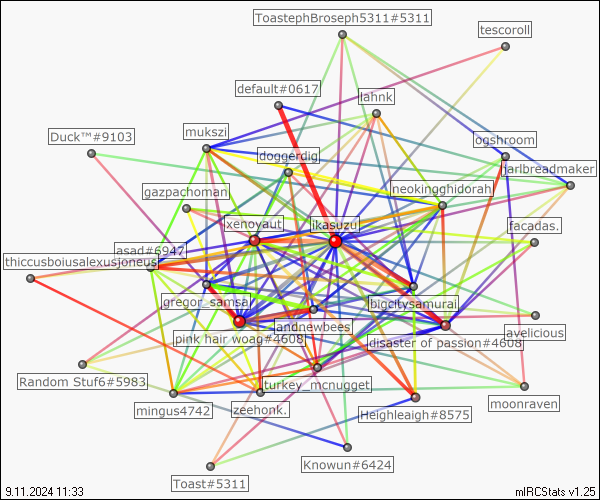 ToastephBroseph5311#5311
tescoroll
default#0617
lahnk
Duck™#9103
mukszi
ogshroom
doggerdig
jarlbreadmaker
gazpachoman
neokingghidorah
xenoyaut
ikasuzu
facadas.
asad#6947
thiccusboiusalexusjoneus
gregor_samsa
bigcitysamurai
andnewbees
avelicious
pink hair woag#4608
disaster of passion#4608
Random Stuf6#5983
turkey_mcnugget
moonraven
mingus4742
zeehonk.
Heighleaigh#8575
Knowun#6424
Toast#5311
9.11.2024 11:33
mIRCStats v1.25